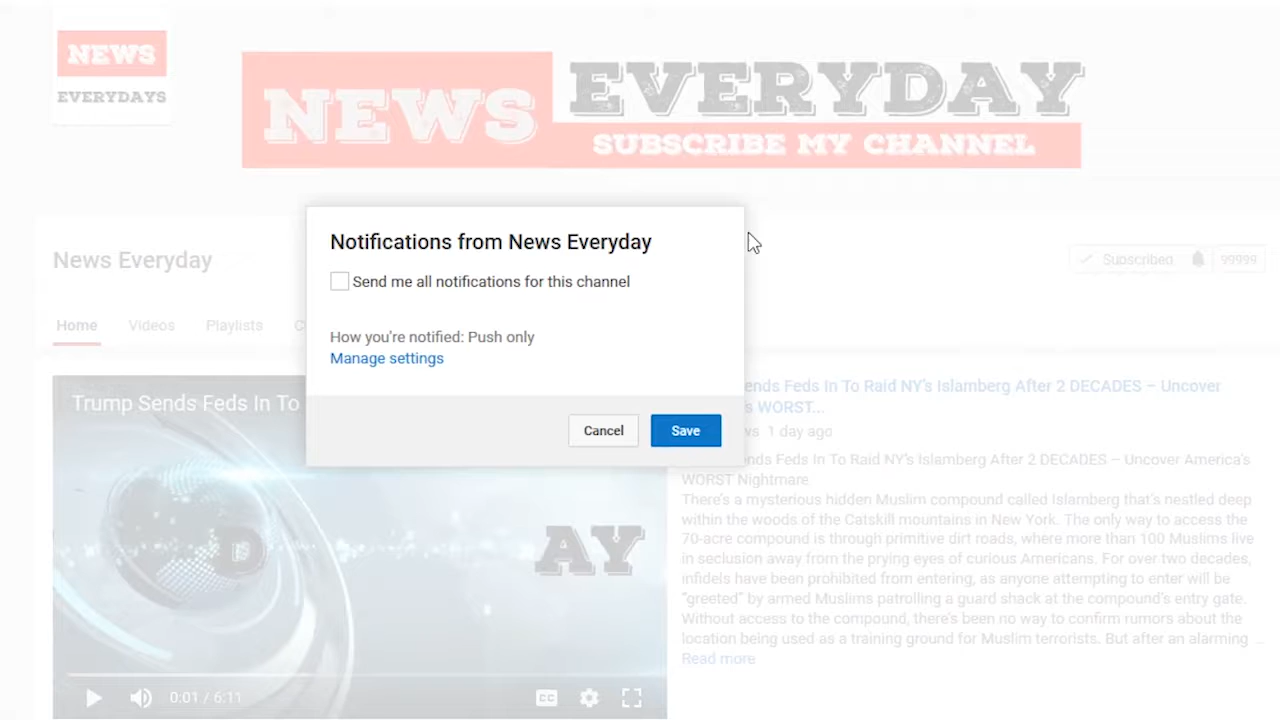 NEWS
EVERYDAYS
NEWS
EVERYDAY
SUBSCRIBE MY CHANNEL
News Everyday
Subscribed 99999
Home Videos Playlists C
Notifications from News Everyday
Send me all notifications for this channel
How you're notified: Push only
Manage settings
Cancel Save
Trump Sends Feds In To
D AY
0:01 / 6:11
CC
ends Feds In To Raid NY's Islamberg After 2 DECADES – Uncover
s WORST...
ws 1 day ago
nds Feds In To Raid NY's Islamberg After 2 DECADES – Uncover America's
WORST Nightmare
There's a mysterious hidden Muslim compound called Islamberg that's nestled deep
within the woods of the Catskill mountains in New York. The only way to access the
70-acre compound is through primitive dirt roads, where more than 100 Muslims live
in seclusion away from the prying eyes of curious Americans. For over two decades,
infidels have been prohibited from entering, as anyone attempting to enter will be
"greeted" by armed Muslims patrolling a guard shack at the compound's entry gate.
Without access to the compound, there's been no way to confirm rumors about the
location being used as a training ground for Muslim terrorists. But after an alarming ...
Read more